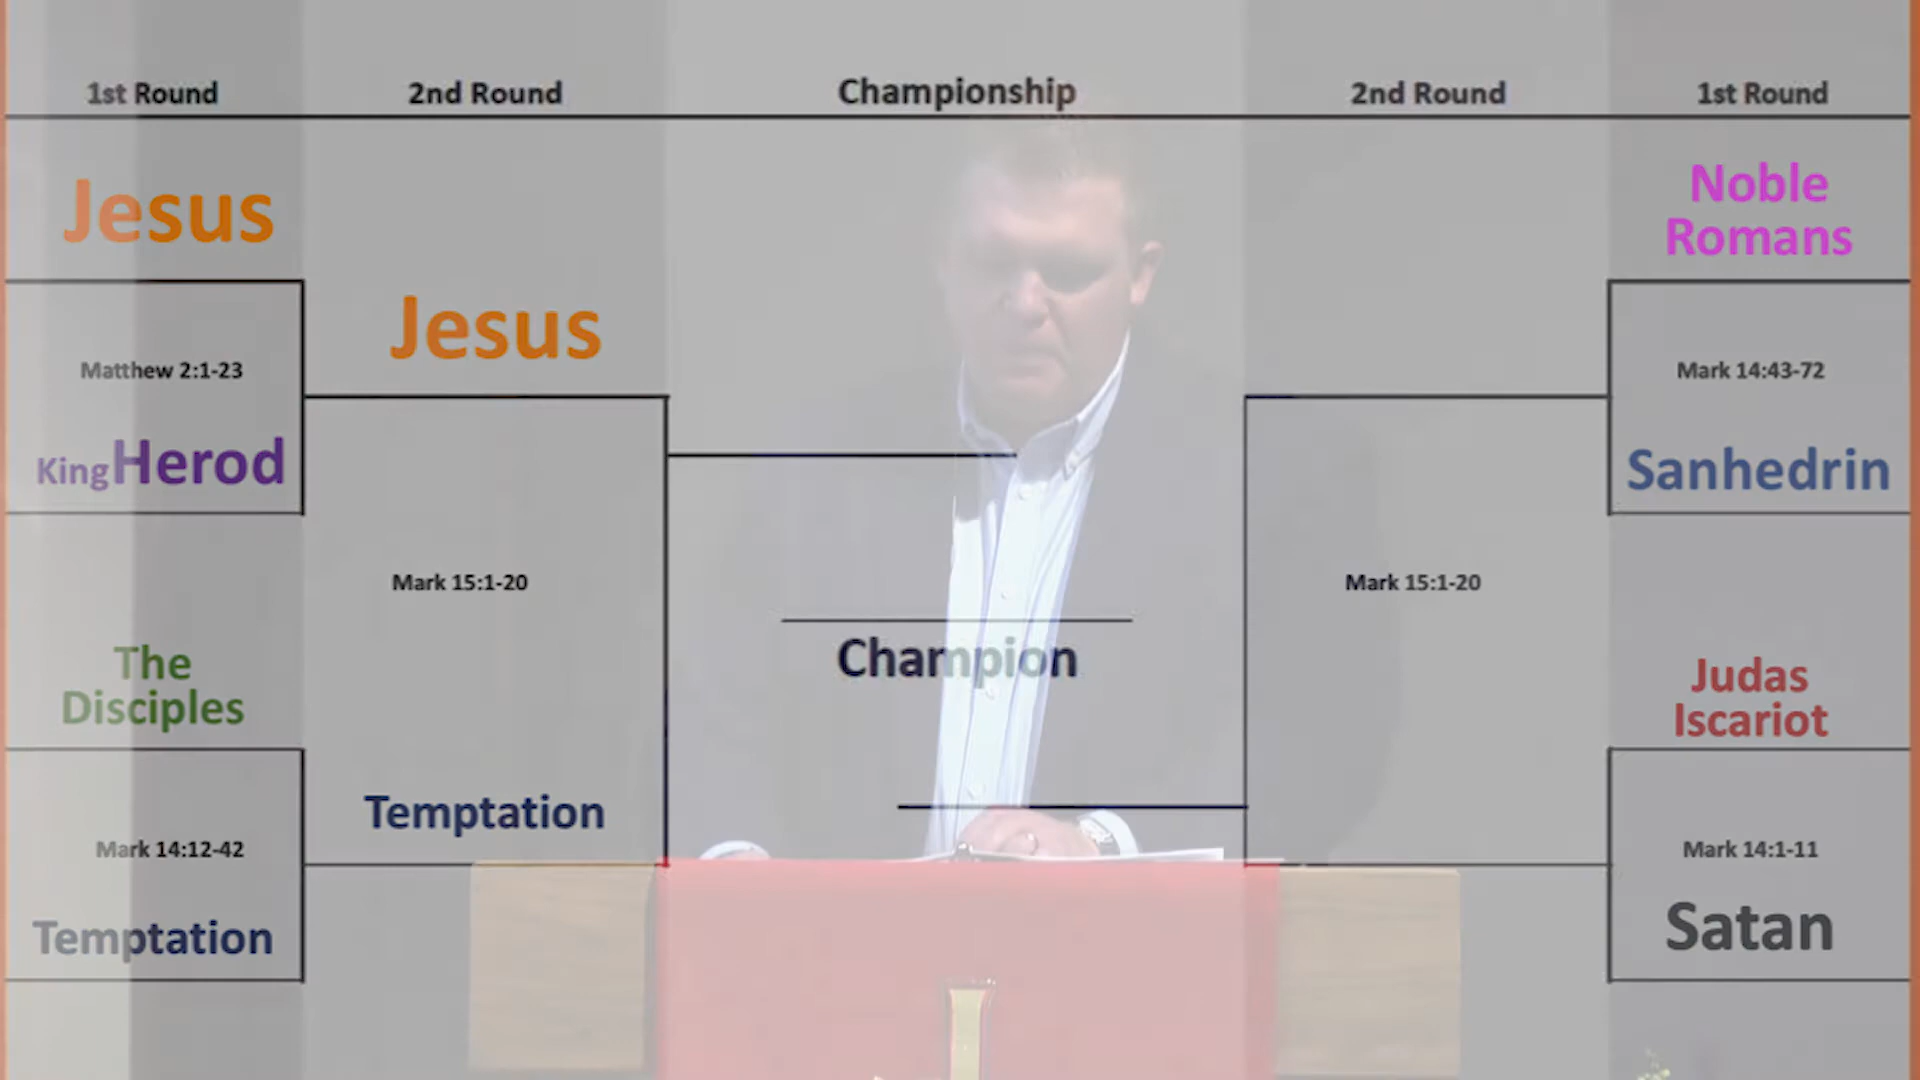 1st Round
2nd Round
Championship
2nd Round
1st Round
Jesus
Matthew 2:1-23
King Herod
The
Disciples
Mark 14:12-42
Temptation
Jesus
Mark 15:1-20
Temptation
Champion
Mark 15:1-20
Noble
Romans
Mark 14:43-72
Sanhedrin
Judas
Iscariot
Mark 14:1-11
Satan